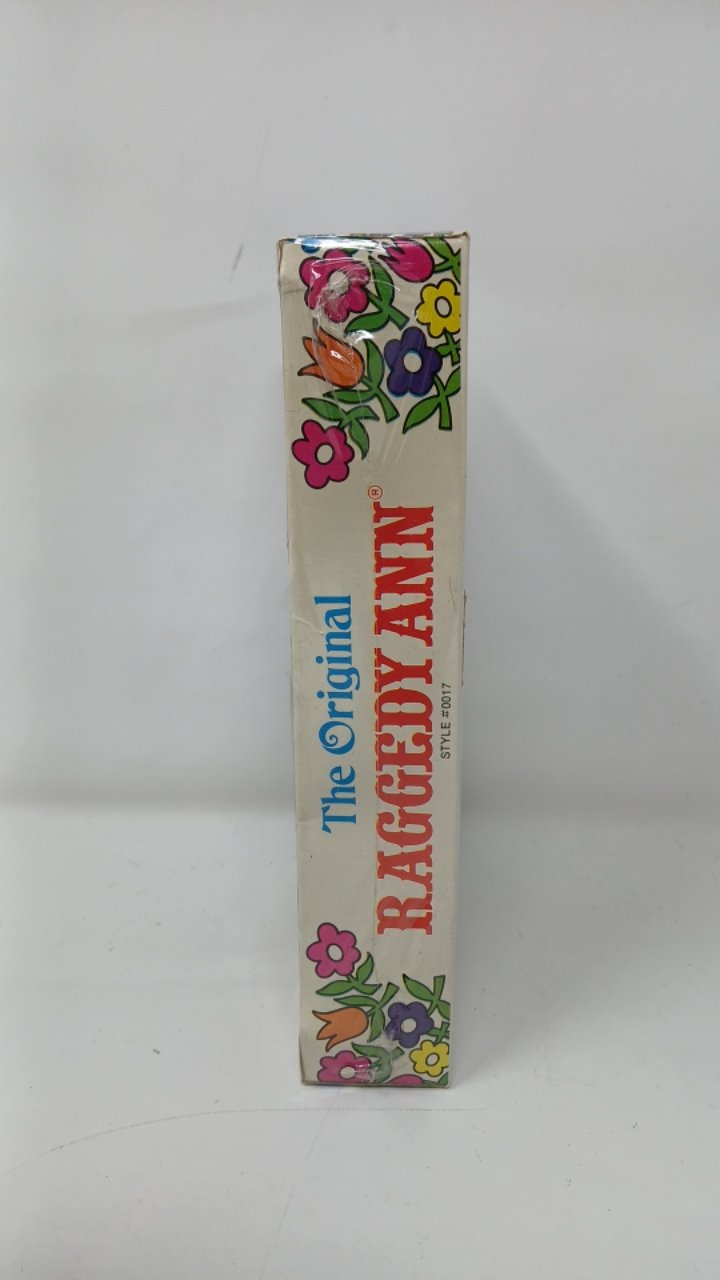 The Original
RAGGEDY ANN®
STYLE #0017